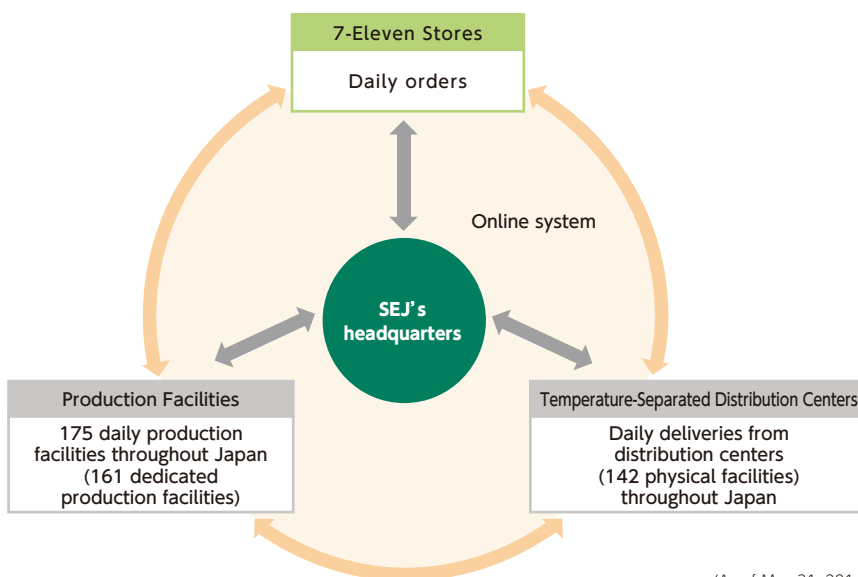 7-Eleven Stores
Daily orders
Online system
SEJ's
headquarters
Production Facilities
175 daily production
facilities throughout Japan
(161 dedicated
production facilities)
Temperature-Separated Distribution Centers
Daily deliveries from
distribution centers
(142 physical facilities)
throughout Japan